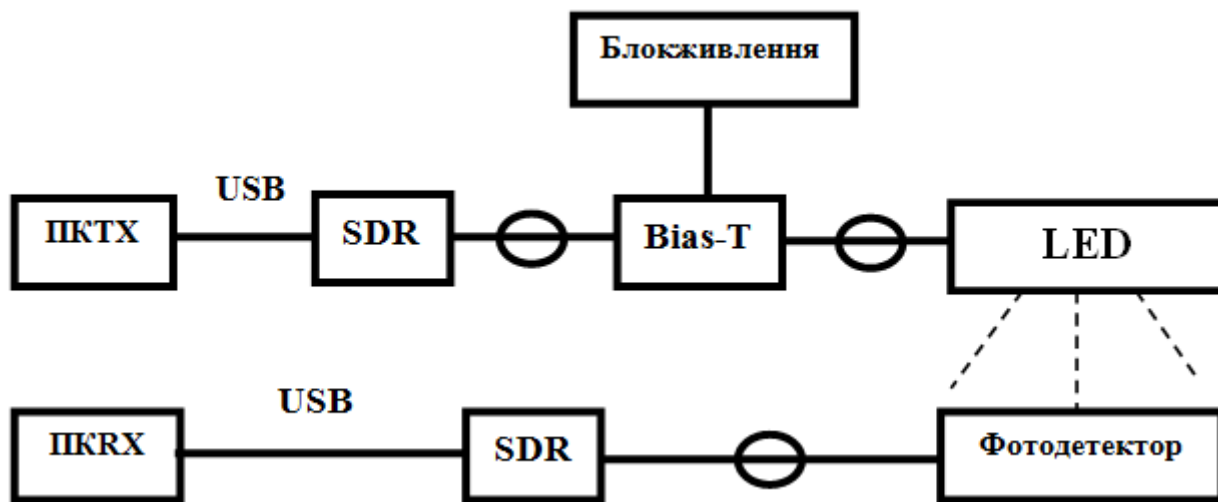 Блокживлення
USB
ПКТХ
SDR
Bias-T
LED
USB
ПКRX
SDR
Фотодетектор